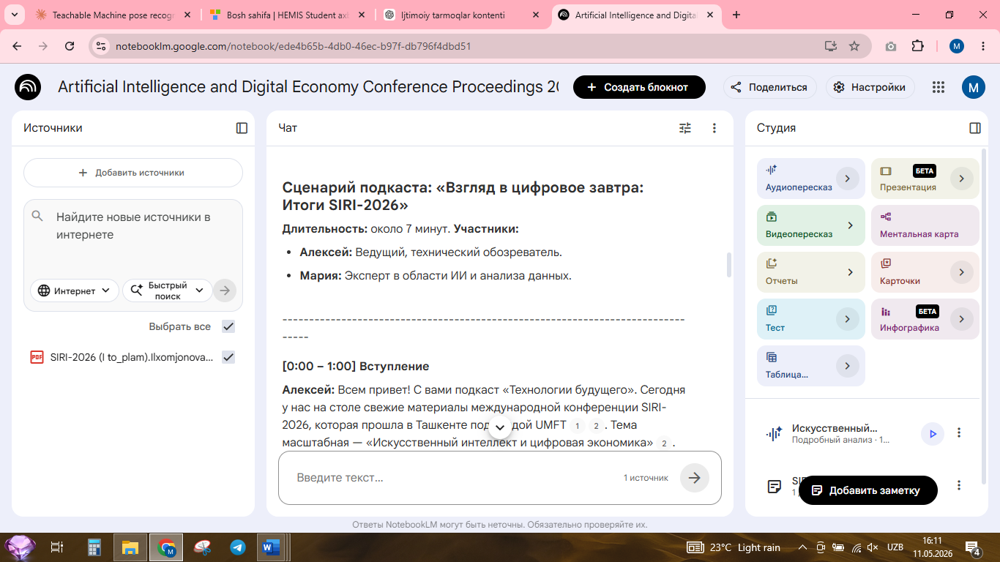 Teachable Machine pose recogn
Bosh sahifa | HEMIS Student axb
Ijtimoiy tarmoqlar kontenti
Artificial Intelligence and Digital
notebooklm.google.com/notebook/ede4b65b-4db0-46ec-b97f-db796f4dbd51
M
Artificial Intelligence and Digital Economy Conference Proceedings 20
Создать блокнот
Поделиться
Настройки
M
Источники
Добавить источники
Найдите новые источники в
интернете
Интернет
Быстрый
поиск
Выбрать все
PDF
SIRI-2026 (I to_plam).Ilxomjonova...
Чат
Сценарий подкаста: «Взгляд в цифровое завтра:
Итоги SIRI-2026»
Длительность: около 7 минут. Участники:
• Алексей: Ведущий, технический обозреватель.
• Мария: Эксперт в области ИИ и анализа данных.
--------------------------------------------------------------------------------
-----
[0:00 – 1:00] Вступление
Алексей: Всем привет! С вами подкаст «Технологии будущего». Сегодня
у нас на столе свежие материалы международной конференции SIRI-
2026, которая прошла в Ташкенте под дой UMFT 1 2 . Тема
масштабная — «Искусственный интеллект и цифровая экономика» 2 .
Введите текст...
1 источник
Ответы NotebookLM могут быть неточны. Обязательно проверяйте их.
Студия
Аудиопересказ
БЕТА
Презентация
Видеопересказ
Ментальная карта
Отчеты
Карточки
Тест
БЕТА
Инфографика
Таблица...
Искусственный...
Подробный анализ · 1...
Добавить заметку
W
23°C Light rain
UZB
16:11
11.05.2026
4